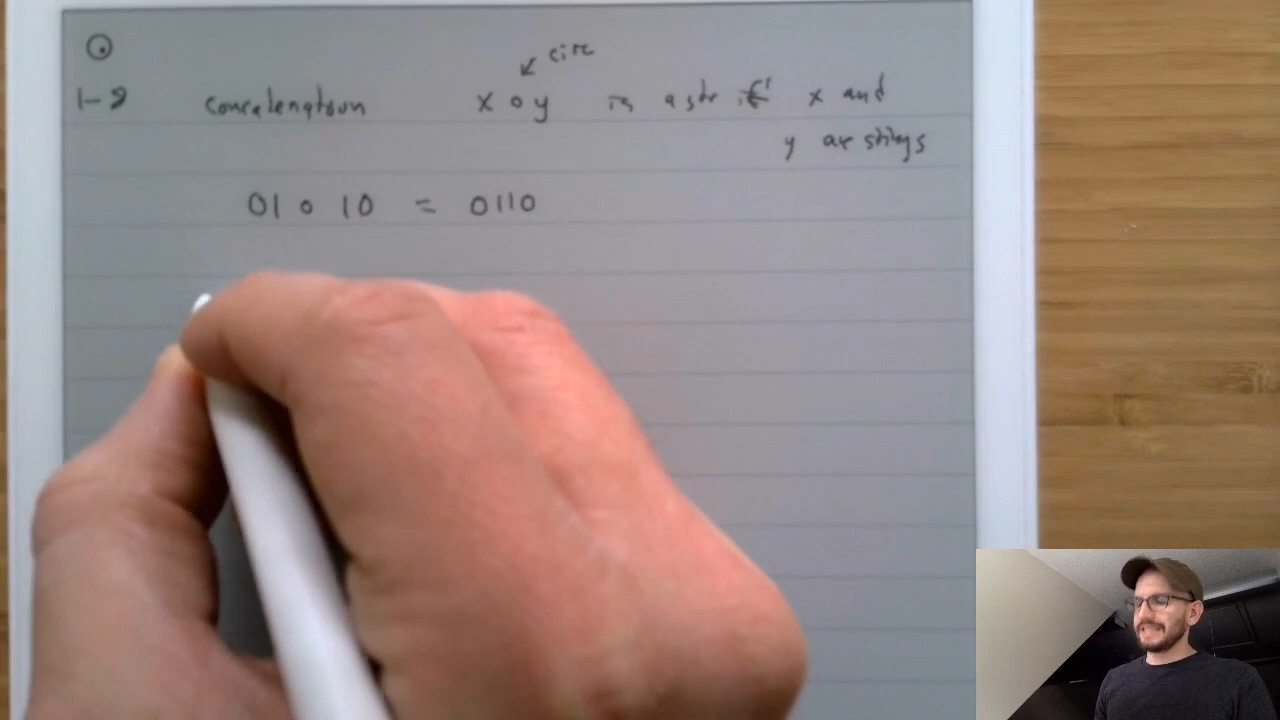 circ
1-8 concatenation x o y is a str if x and
y are strings
01 o 10 = 0110